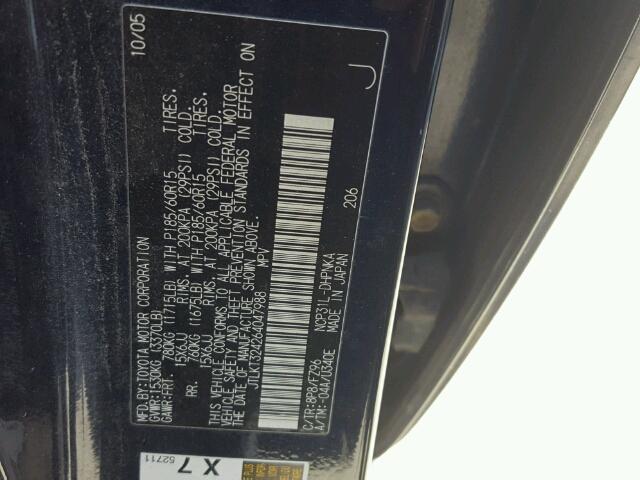 MFD.BY:TOYOTA MOTOR CORPORATION 10/05
GVWR:1530KG (3370LB)
GAWR:FRT. 780KG (1715LB) WITH P185/60R15 TIRES.
15X6JJ RIMS, AT 200KPA (29PSI) COLD.
RR. 760KG (1675LB) WITH P185/60R15 TIRES.
15X6JJ RIMS, AT 200KPA (29PSI) COLD.
THIS VEHICLE CONFORMS TO ALL APPLICABLE FEDERAL MOTOR
VEHICLE SAFETY AND THEFT PREVENTION STANDARDS IN EFFECT ON
THE DATE OF MANUFACTURE SHOWN ABOVE.
JTLKT324264047988 MPV
206 J
C/TR:8P8/FZ96 NCP31L-DHPNKA
A/TM:-04A/U340E MADE IN JAPAN
X 7
52711